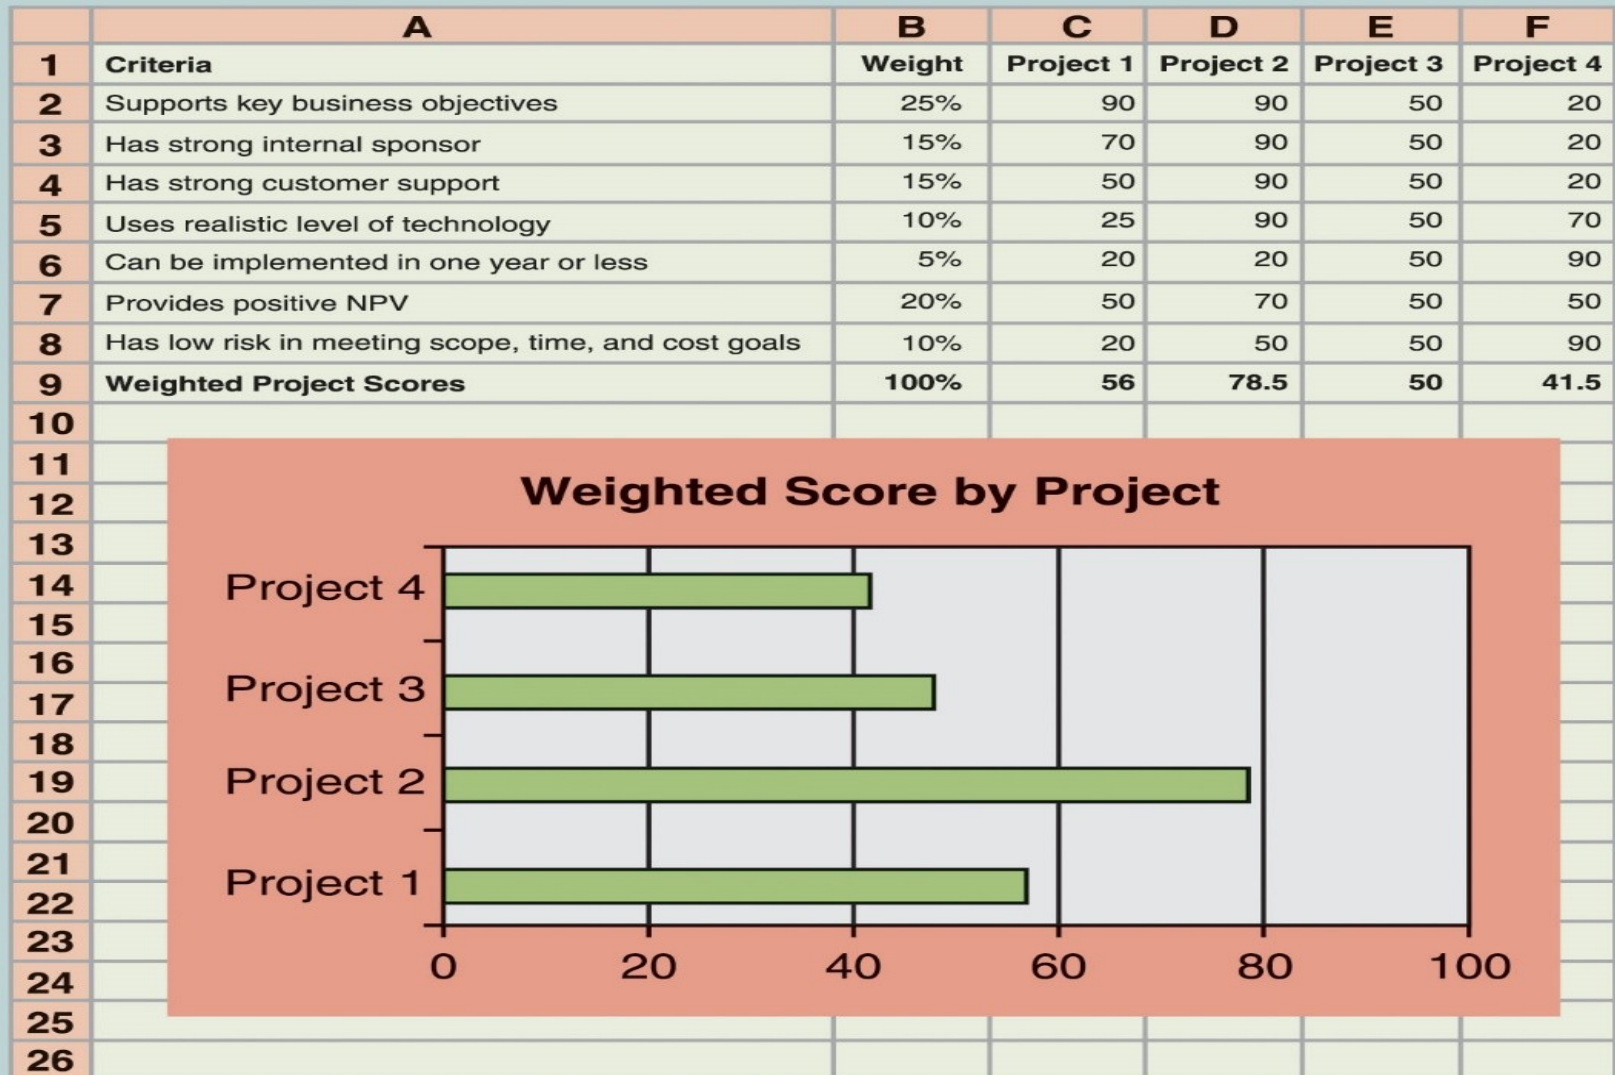 A B C D E F
1 Criteria Weight Project 1 Project 2 Project 3 Project 4
2 Supports key business objectives 25% 90 90 50 20
3 Has strong internal sponsor 15% 70 90 50 20
4 Has strong customer support 15% 50 90 50 20
5 Uses realistic level of technology 10% 25 90 50 70
6 Can be implemented in one year or less 5% 20 20 50 90
7 Provides positive NPV 20% 50 70 50 50
8 Has low risk in meeting scope, time, and cost goals 10% 20 50 50 90
9 Weighted Project Scores 100% 56 78.5 50 41.5
10
11
12 Weighted Score by Project
13
14 Project 4
15
16
17 Project 3
18
19 Project 2
20
21
22 Project 1
23
24 0 20 40 60 80 100
25
26